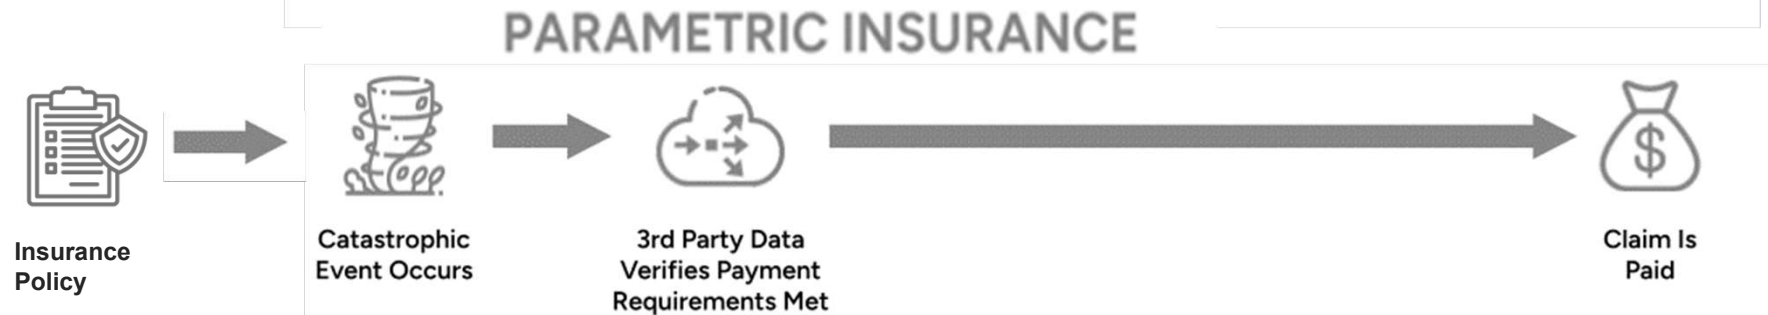 PARAMETRIC INSURANCE
Insurance
Policy
Catastrophic
Event Occurs
3rd Party Data
Verifies Payment
Requirements Met
$
Claim Is
Paid